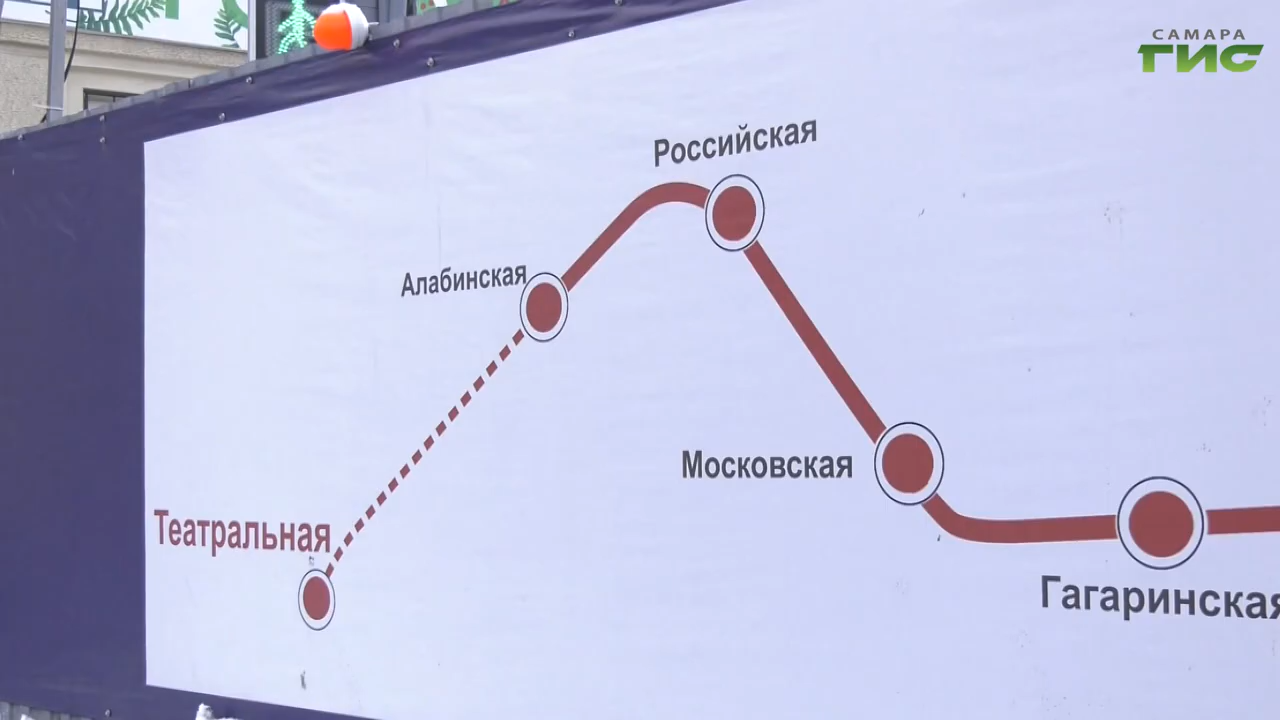 САМАРА
ГИС
Российская
Алабинская
Московская
Театральная
Гагаринская